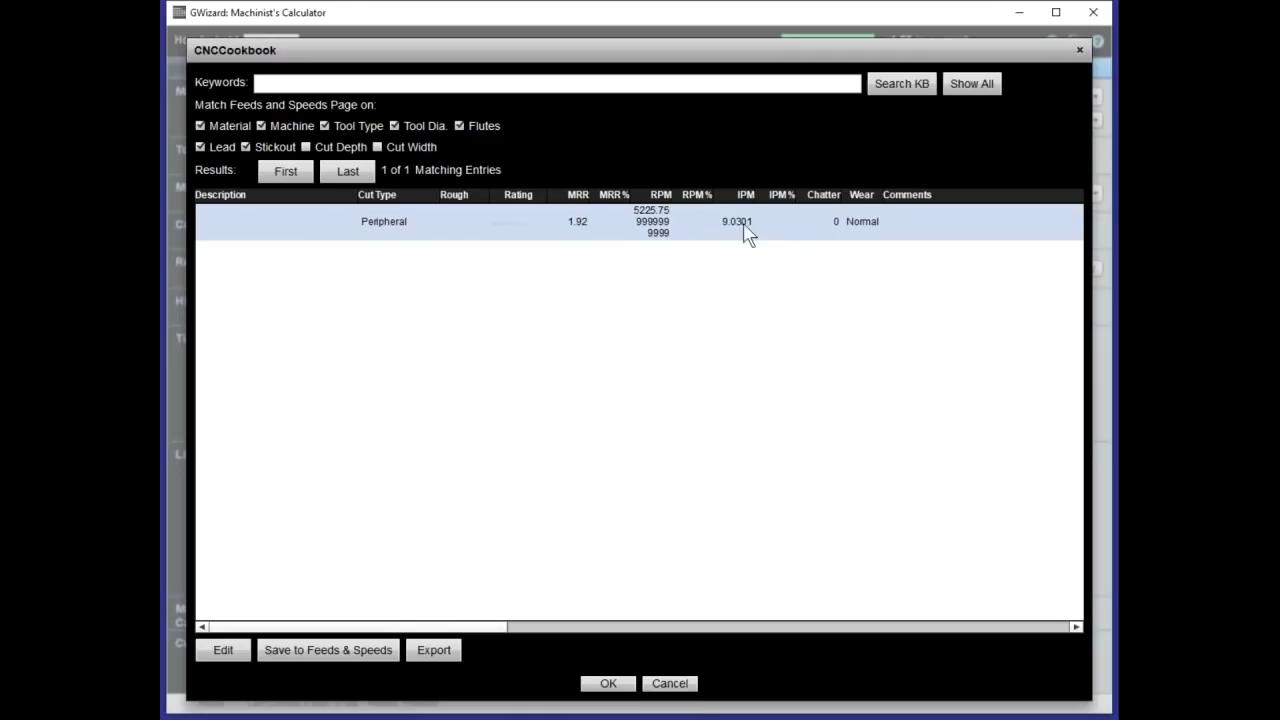 GWizard: Machinist's Calculator
CNCCookbook
Keywords:
Search KB
Show All
Match Feeds and Speeds Page on:
Material Machine Tool Type Tool Dia. Flutes
Lead Stickout Cut Depth Cut Width
Results: First Last 1 of 1 Matching Entries
Description Cut Type Rough Rating MRR MRR% RPM RPM% IPM IPM% Chatter Wear Comments
Peripheral 1.92 5225.75 9.0301 0 Normal
999999
9999
Edit Save to Feeds & Speeds Export
OK Cancel